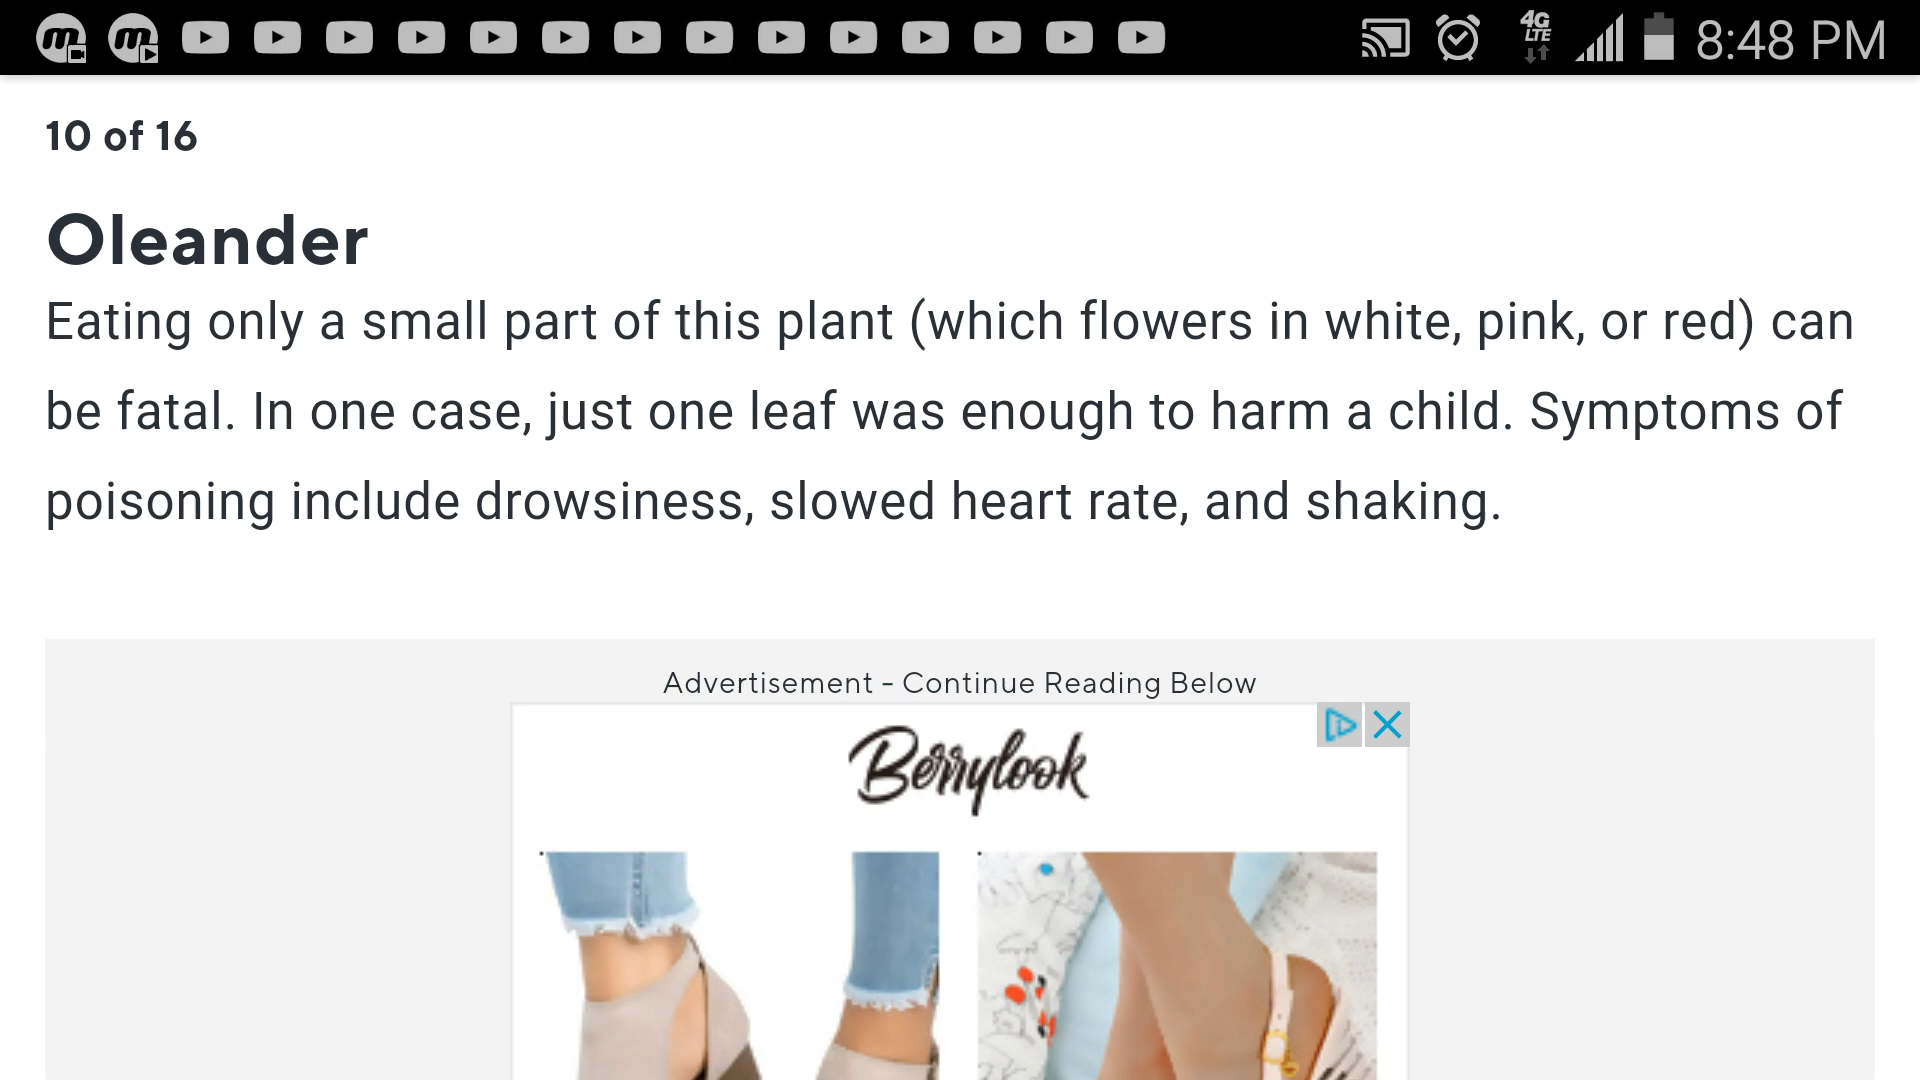 4G
LTE
8:48 PM
10 of 16
Oleander
Eating only a small part of this plant (which flowers in white, pink, or red) can
be fatal. In one case, just one leaf was enough to harm a child. Symptoms of
poisoning include drowsiness, slowed heart rate, and shaking.
Advertisement - Continue Reading Below
Berrylook